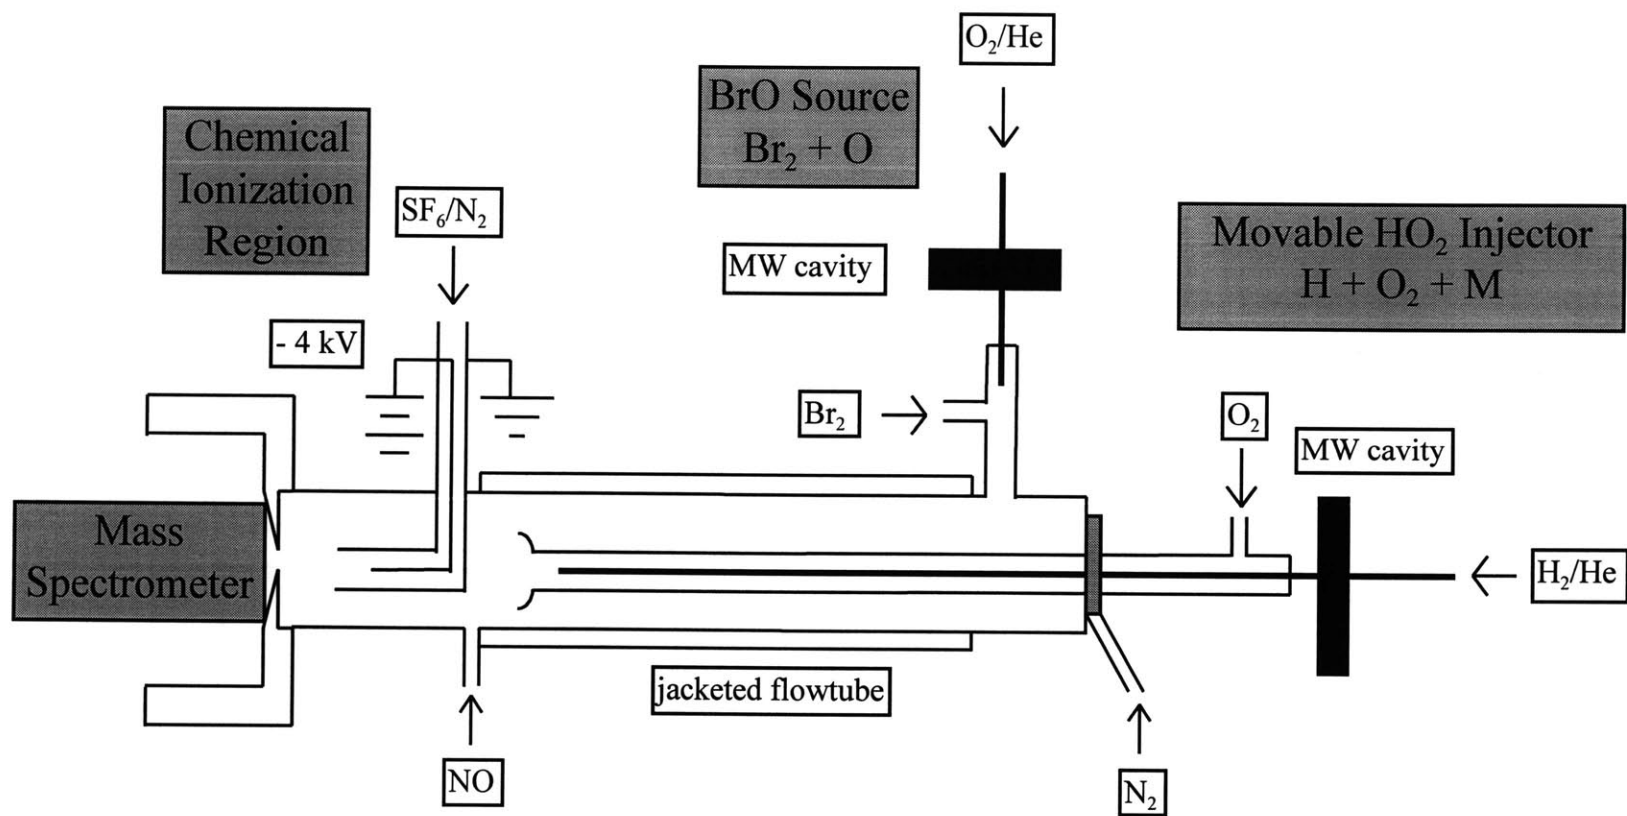 O₂/He
BrO Source
Br₂ + O
Chemical
Ionization
Region
SF₆/N₂
Movable HO₂ Injector
H + O₂ + M
MW cavity
- 4 kV
Br₂
O₂
MW cavity
Mass
Spectrometer
H₂/He
jacketed flowtube
NO
N₂